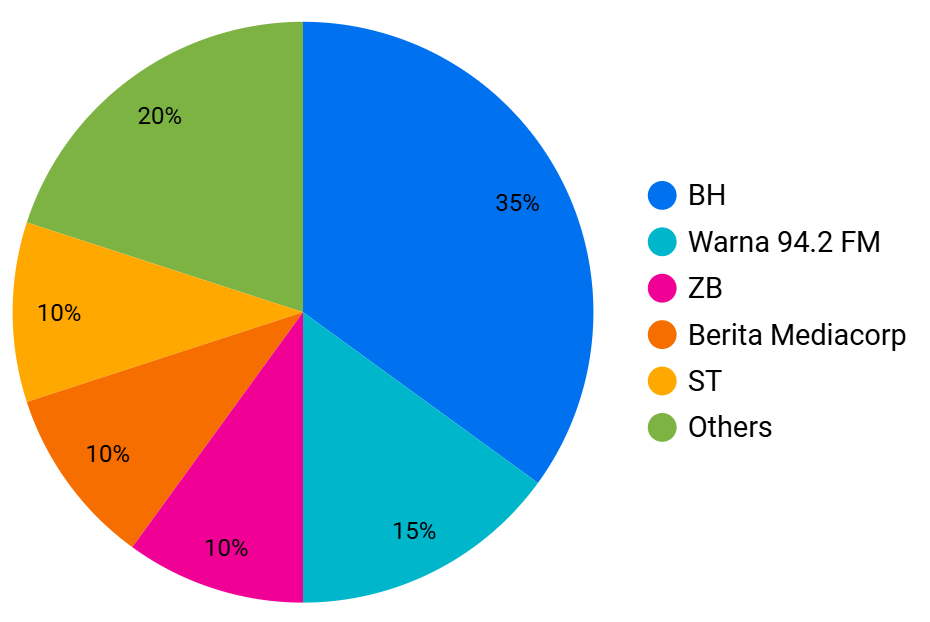 20%
35%
10%
10%
10%
15%
BH
Warna 94.2 FM
ZB
Berita Mediacorp
ST
Others